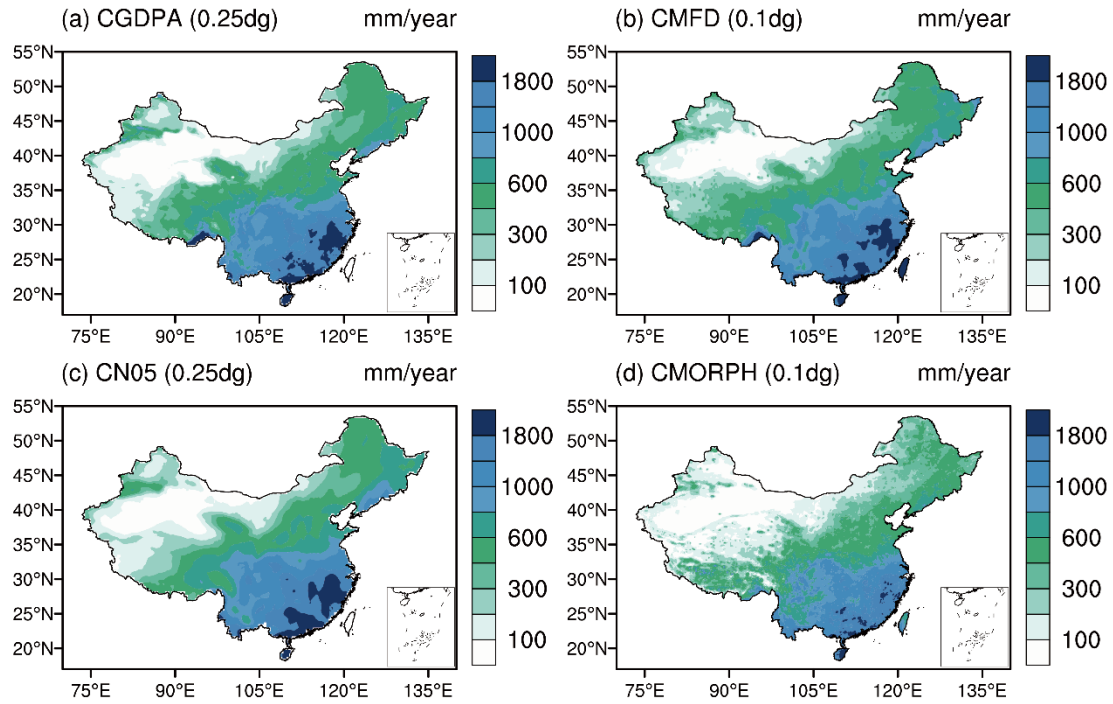 (a) CGDPA (0.25dg) mm/year
55°N
50°N
45°N
40°N
35°N
30°N
25°N
20°N
75°E 90°E 105°E 120°E 135°E
1800
1000
600
300
100
(b) CMFD (0.1dg) mm/year
55°N
50°N
45°N
40°N
35°N
30°N
25°N
20°N
75°E 90°E 105°E 120°E 135°E
1800
1000
600
300
100
(c) CN05 (0.25dg) mm/year
55°N
50°N
45°N
40°N
35°N
30°N
25°N
20°N
75°E 90°E 105°E 120°E 135°E
1800
1000
600
300
100
(d) CMORPH (0.1dg) mm/year
55°N
50°N
45°N
40°N
35°N
30°N
25°N
20°N
75°E 90°E 105°E 120°E 135°E
1800
1000
600
300
100